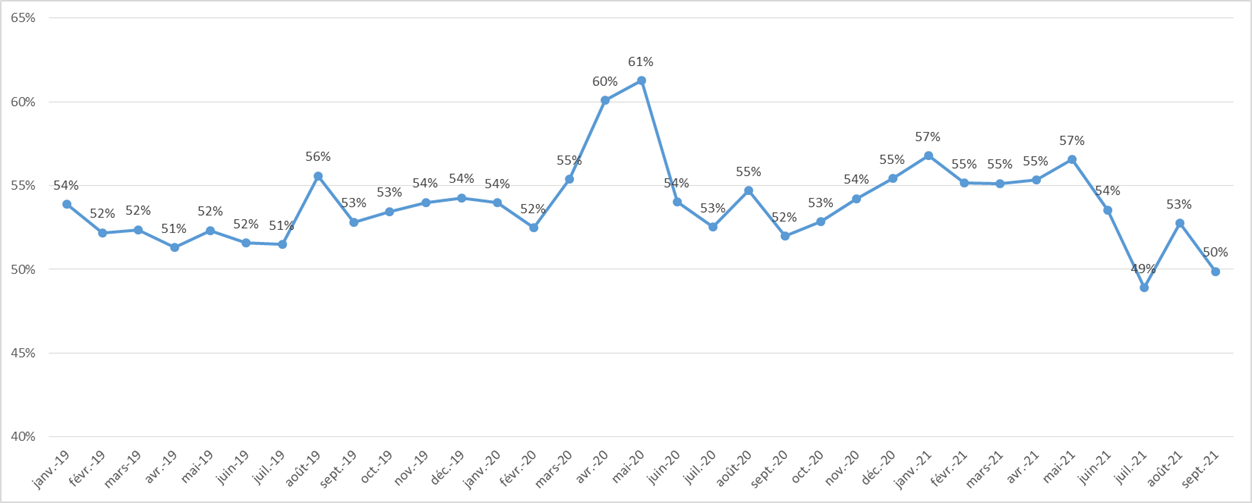 65%
60%
55%
50%
45%
40%
54%
52%
52%
51%
52%
52%
51%
56%
53%
53%
54%
54%
54%
52%
55%
60%
61%
54%
53%
55%
52%
53%
54%
55%
57%
55%
55%
55%
57%
54%
49%
53%
50%
janv.-19
févr.-19
mars-19
avr.-19
mai-19
juin-19
juil.-19
août-19
sept.-19
oct.-19
nov.-19
déc.-19
janv.-20
févr.-20
mars-20
avr.-20
mai-20
juin-20
juil.-20
août-20
sept.-20
oct.-20
nov.-20
déc.-20
janv.-21
févr.-21
mars-21
avr.-21
mai-21
juin-21
juil.-21
août-21
sept.-21